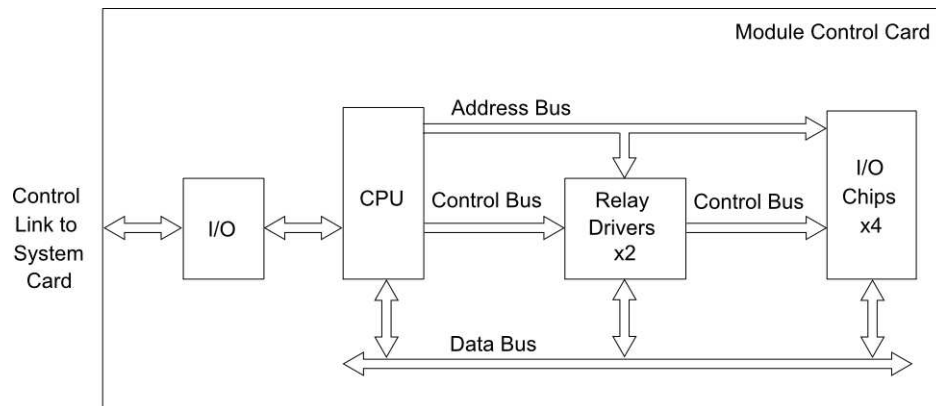 Module Control Card
Address Bus
Control
Link to
System
Card
I/O
CPU
Control Bus
Relay
Drivers
x2
Control Bus
I/O
Chips
x4
Data Bus